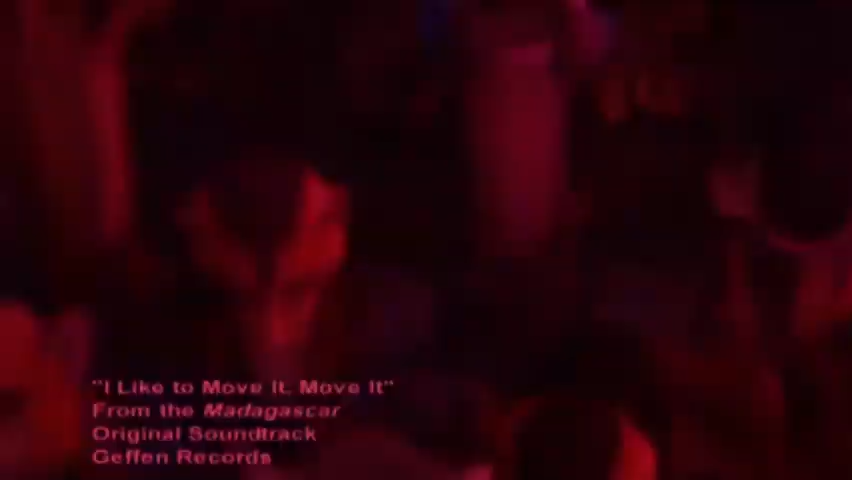 "I Like to Move It, Move It"
From the Madagascar
Original Soundtrack
Geffen Records